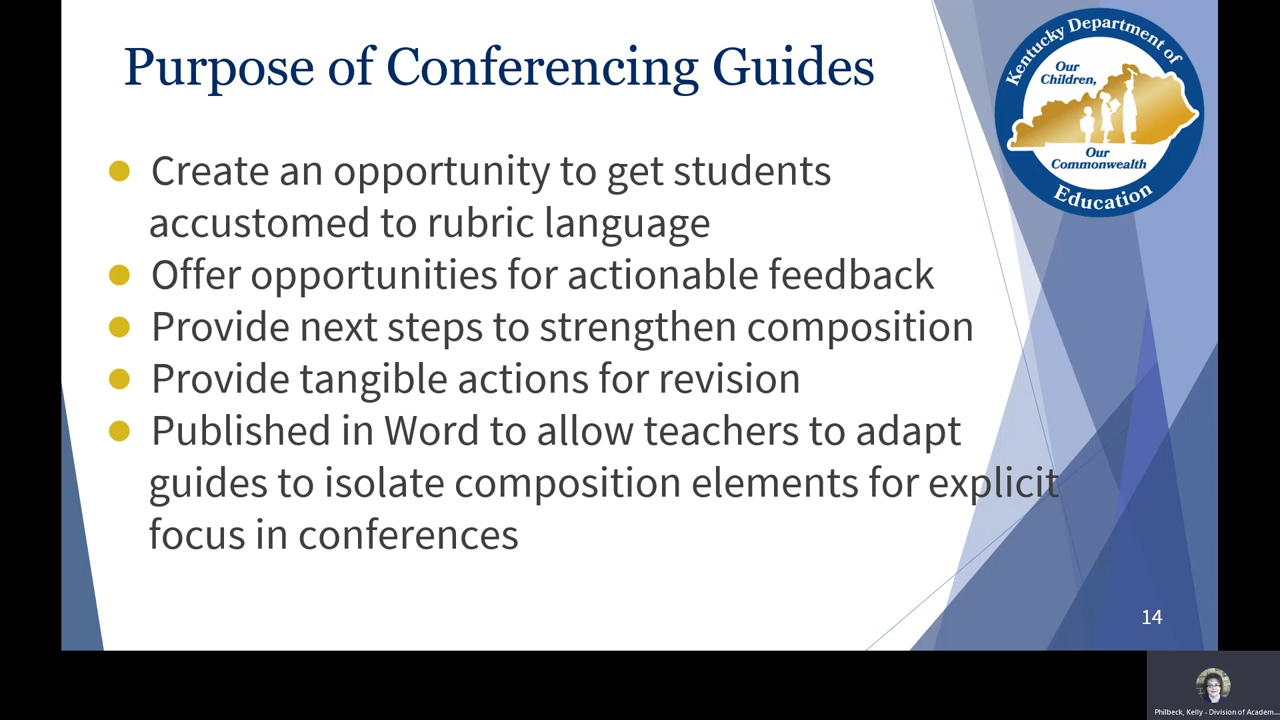 Purpose of Conferencing Guides
Kentucky Department of
Education
Our
Children,
Our
Commonwealth
Create an opportunity to get students
accustomed to rubric language
Offer opportunities for actionable feedback
Provide next steps to strengthen composition
Provide tangible actions for revision
Published in Word to allow teachers to adapt
guides to isolate composition elements for explicit
focus in conferences
14
Philbeck, Kelly - Division of Academ...